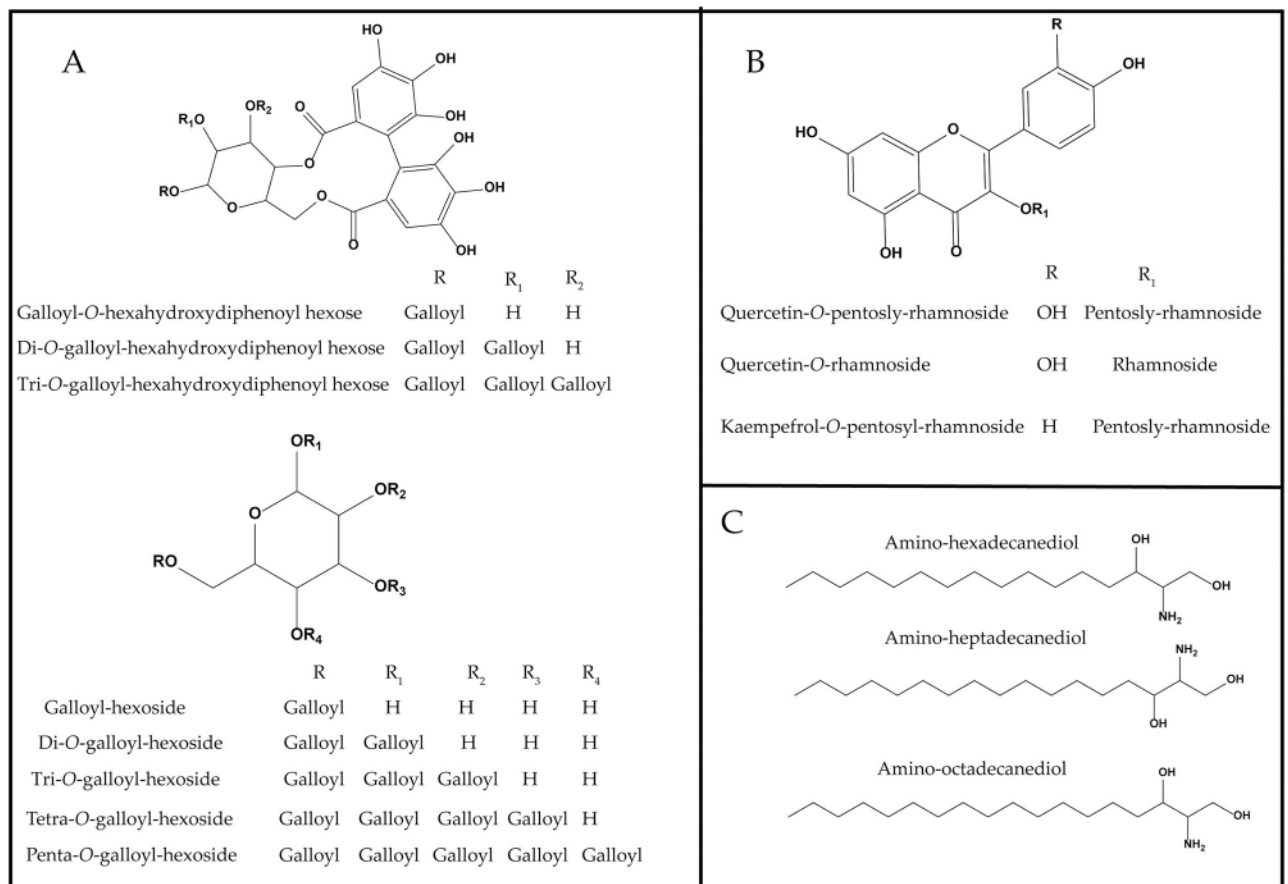 A
HO
OH
OH
OR₂
R₁O
O
OH
O
OH
RO
O
O
OH
O
OH
R R₁ R₂
Galloyl-O-hexahydroxydiphenoyl hexose Galloyl H H
Di-O-galloyl-hexahydroxydiphenoyl hexose Galloyl Galloyl H
Tri-O-galloyl-hexahydroxydiphenoyl hexose Galloyl Galloyl Galloyl
OR₁
OR₂
O
RO
OR₃
OR₄
R R₁ R₂ R₃ R₄
Galloyl-hexoside Galloyl H H H H
Di-O-galloyl-hexoside Galloyl Galloyl H H H
Tri-O-galloyl-hexoside Galloyl Galloyl Galloyl H H
Tetra-O-galloyl-hexoside Galloyl Galloyl Galloyl Galloyl H
Penta-O-galloyl-hexoside Galloyl Galloyl Galloyl Galloyl Galloyl
B
R
OH
HO
O
OR₁
OH
O
R R₁
Quercetin-O-pentosly-rhamnoside OH Pentosly-rhamnoside
Quercetin-O-rhamnoside OH Rhamnoside
Kaempefrol-O-pentosyl-rhamnoside H Pentosly-rhamnoside
C
Amino-hexadecanediol
OH
OH
NH₂
Amino-heptadecanediol
NH₂
OH
OH
Amino-octadecanediol
OH
OH
NH₂